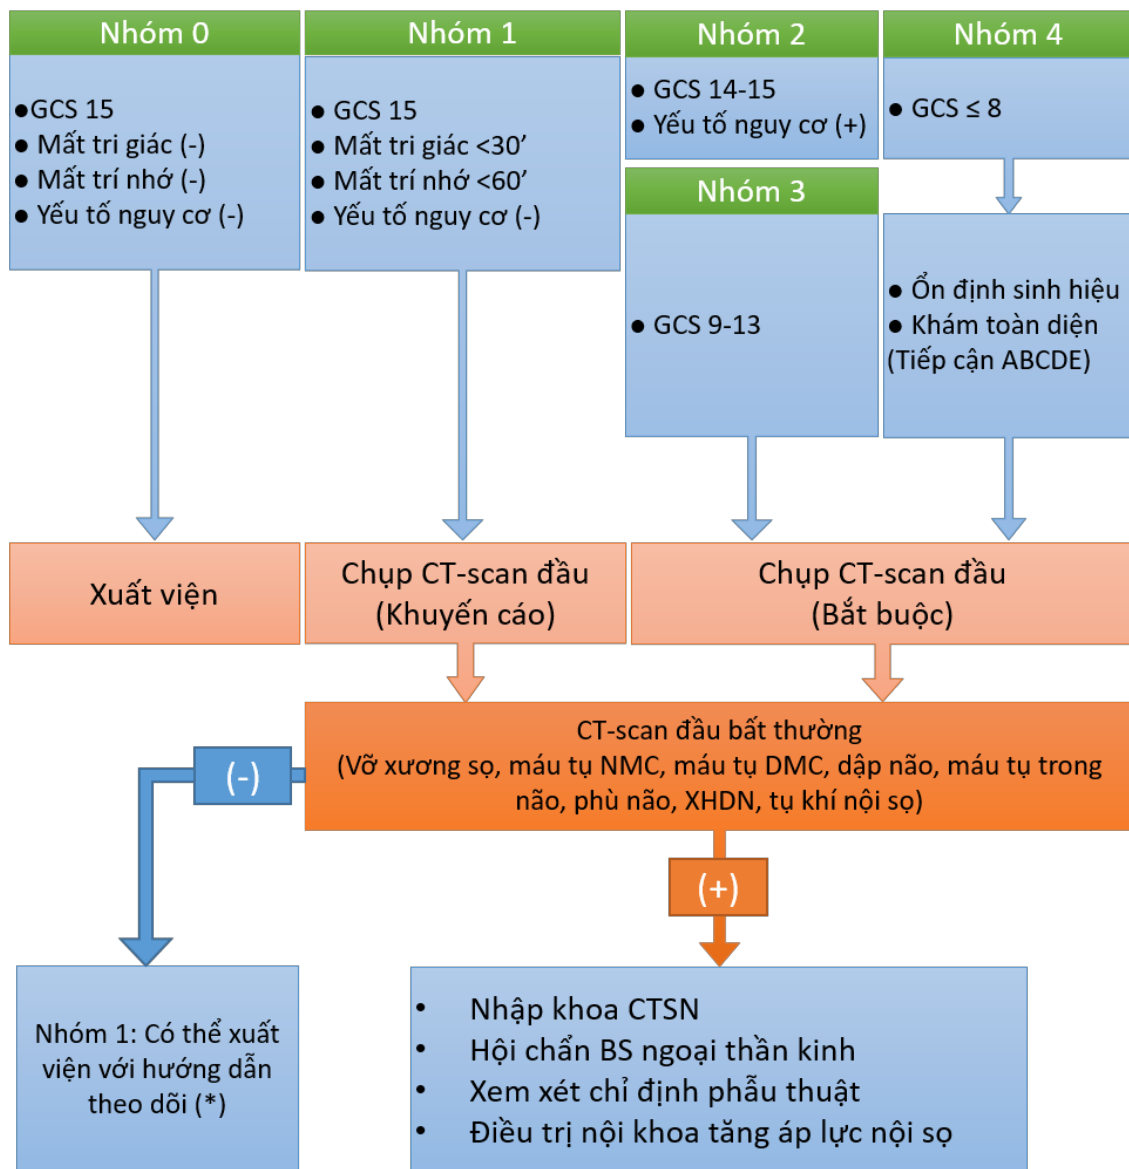 Nhóm 0
●GCS 15
● Mất tri giác (-)
● Mất trí nhớ (-)
● Yếu tố nguy cơ (-)
Nhóm 1
● GCS 15
● Mất tri giác <30’
● Mất trí nhớ <60’
● Yếu tố nguy cơ (-)
Nhóm 2
● GCS 14-15
● Yếu tố nguy cơ (+)
Nhóm 3
● GCS 9-13
Nhóm 4
● GCS ≤ 8
● Ổn định sinh hiệu
● Khám toàn diện
(Tiếp cận ABCDE)
Xuất viện
Chụp CT-scan đầu
(Khuyến cáo)
Chụp CT-scan đầu
(Bắt buộc)
CT-scan đầu bất thường
(Vỡ xương sọ, máu tụ NMC, máu tụ DMC, dập não, máu tụ trong
não, phù não, XHDN, tụ khí nội sọ)
(-)
(+)
Nhóm 1: Có thể xuất
viện với hướng dẫn
theo dõi (*)
• Nhập khoa CTSN
• Hội chẩn BS ngoại thần kinh
• Xem xét chỉ định phẫu thuật
• Điều trị nội khoa tăng áp lực nội sọ